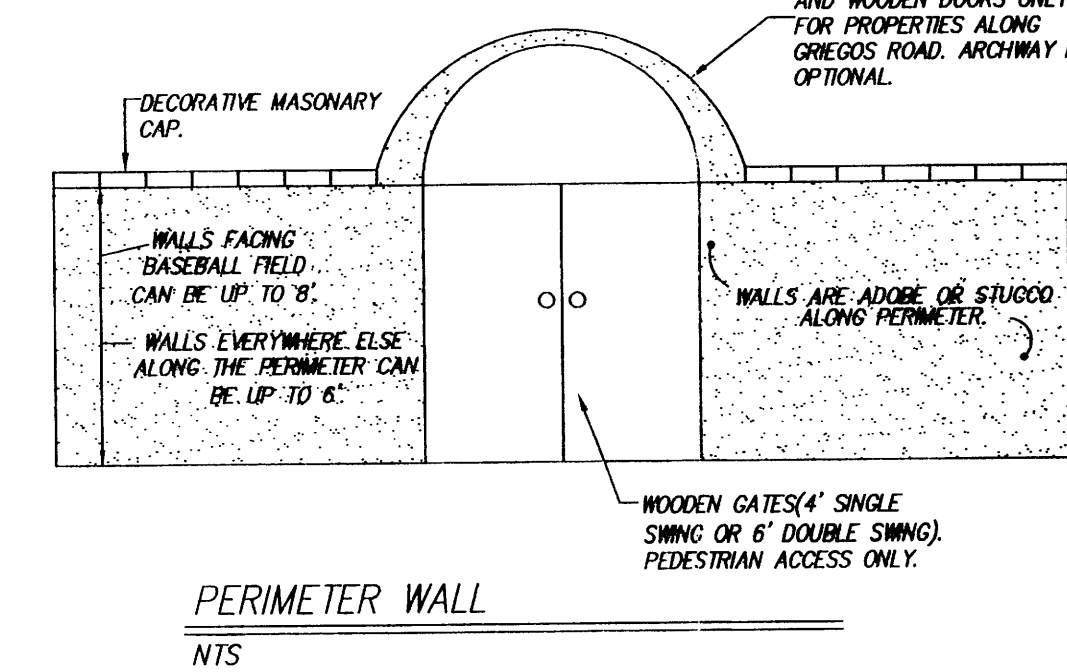 AND WOODEN DOORS ONLY
FOR PROPERTIES ALONG
GRIEGOS ROAD. ARCHWAY
OPTIONAL.
DECORATIVE MASONARY
CAP.
WALLS FACING
BASEBALL FIELD
CAN BE UP TO 8'.
WALLS EVERYWHERE ELSE
ALONG THE PERIMETER CAN
BE UP TO 6'.
WALLS ARE ADOBE OR STUCCO
ALONG PERIMETER.
WOODEN GATES(4' SINGLE
SWING OR 6' DOUBLE SWING).
PEDESTRIAN ACCESS ONLY.
PERIMETER WALL
NTS